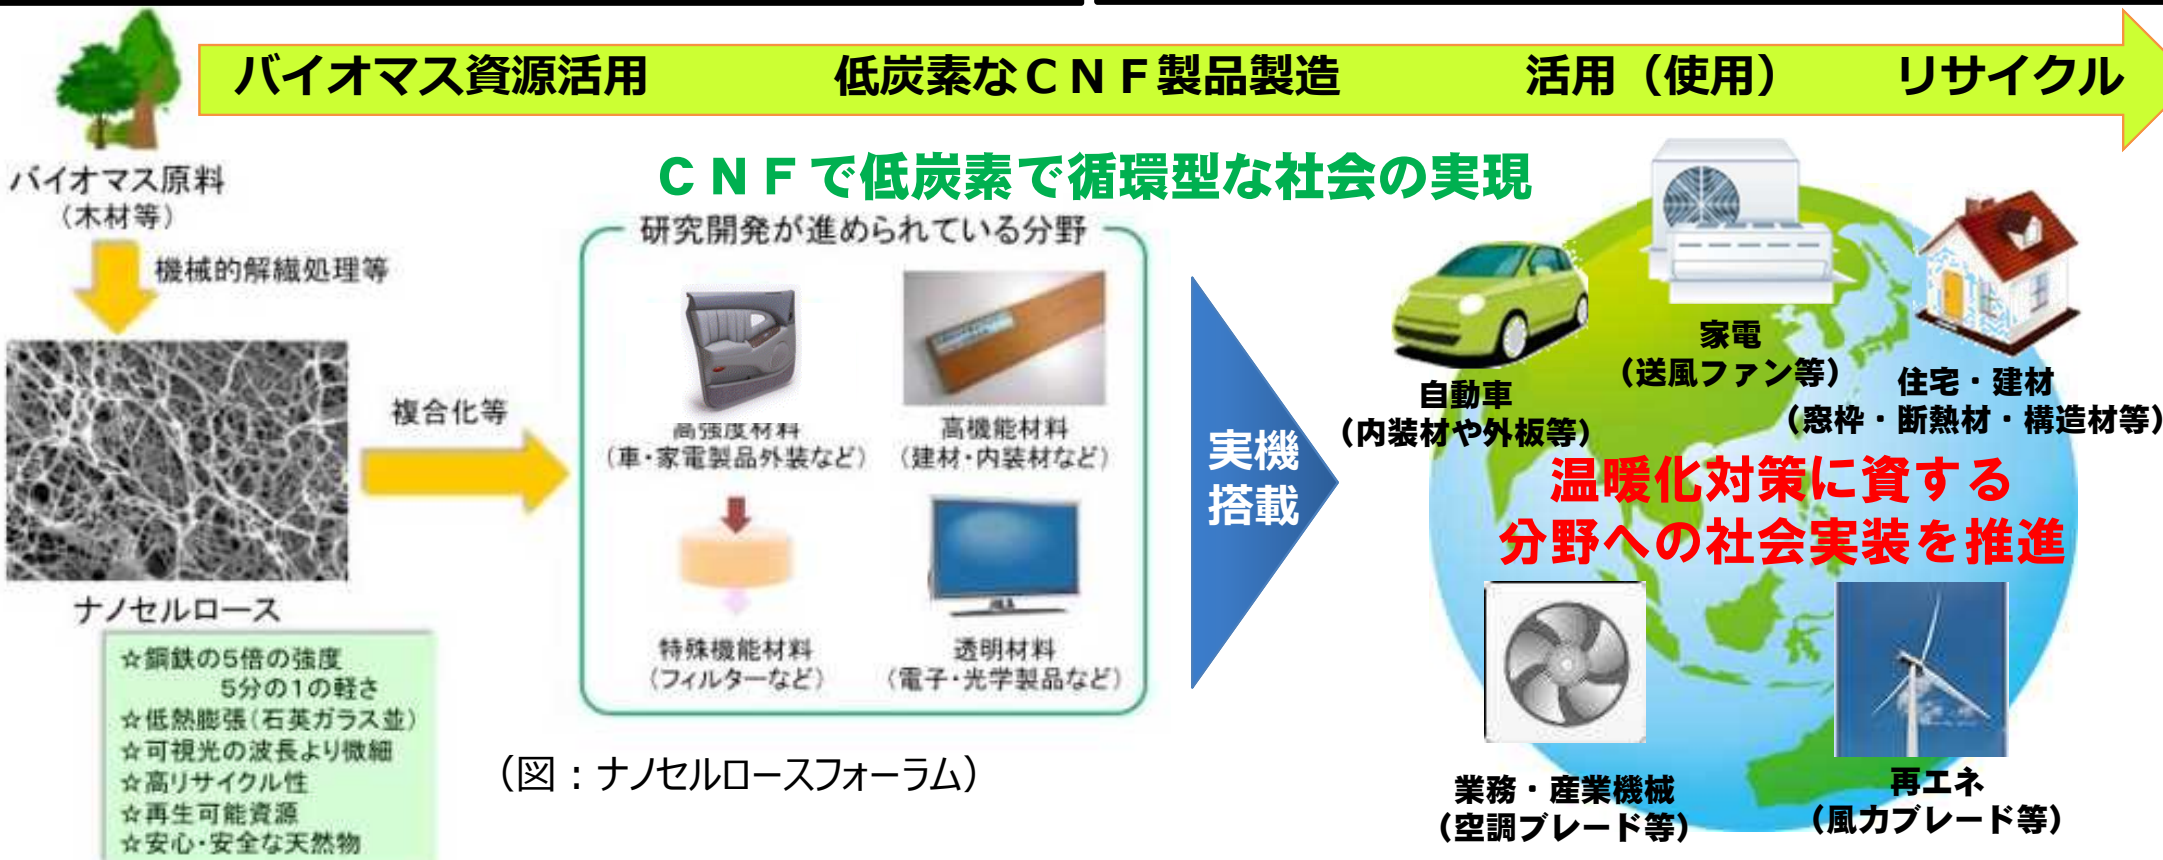 バイオマス資源活用
低炭素なＣＮＦ製品製造
活用（使用）
リサイクル
ＣＮＦで低炭素で循環型な社会の実現
バイオマス原料
（木材等）
機械的解繊処理等
ナノセルロース
☆鋼鉄の5倍の強度
5分の1の軽さ
☆低熱膨張（石英ガラス並）
☆可視光の波長より微細
☆高リサイクル性
☆再生可能資源
☆安心・安全な天然物
複合化等
研究開発が進められている分野
高強度材料
（車・家電製品外装など）
高機能材料
（建材・内装材など）
特殊機能材料
（フィルターなど）
透明材料
（電子・光学製品など）
（図：ナノセルロースフォーラム）
実機
搭載
自動車
（内装材や外板等）
家電
（送風ファン等）
住宅・建材
（窓枠・断熱材・構造材等）
温暖化対策に資する
分野への社会実装を推進
業務・産業機械
（空調ブレード等）
再エネ
（風力ブレード等）